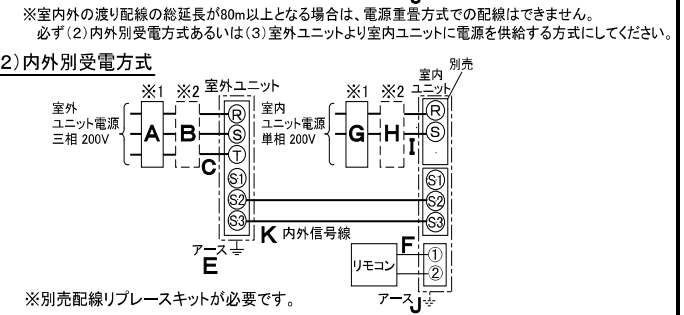 ※室内外の渡り配線の総延長が80m以上となる場合は、電源重畳方式での配線はできません。
必ず(2)内外別受電方式あるいは(3)室外ユニットより室内ユニットに電源を供給する方式にしてください。
2)内外別受電方式
別売
※1 ※2 室外ユニット
※1 ※2 室内
ユニット
室外
ユニット電源
三相 200V
A
B
C
R
S
T
S1
S2
S3
室内
ユニット電源
単相 200V
G
H
I
R
S
S1
S2
S3
K 内外信号線
アース
E
リモコン
F
①
②
アース
J
※別売配線リプレースキットが必要です。